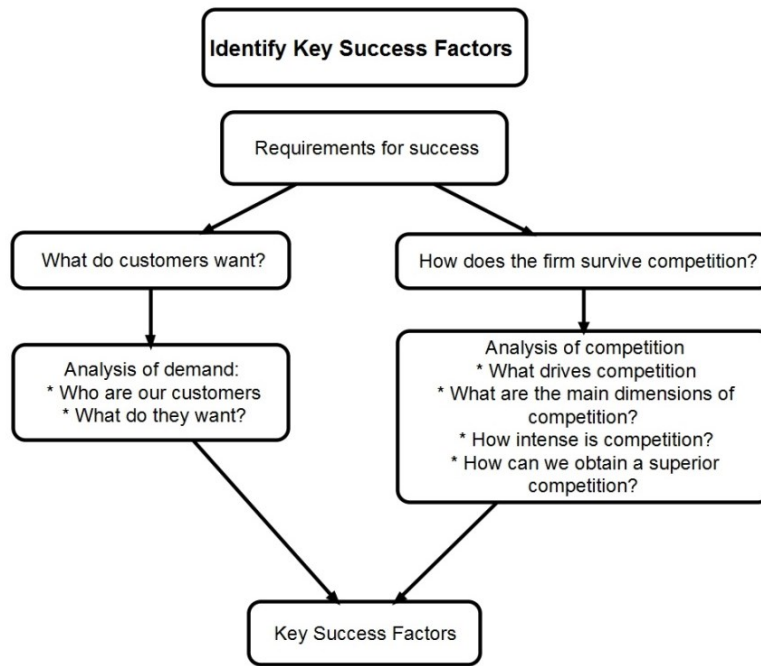 Identify Key Success Factors
Requirements for success
What do customers want?
How does the firm survive competition?
Analysis of demand:
* Who are our customers
* What do they want?
Analysis of competition
* What drives competition
* What are the main dimensions of
competition?
* How intense is competition?
* How can we obtain a superior
competition?
Key Success Factors